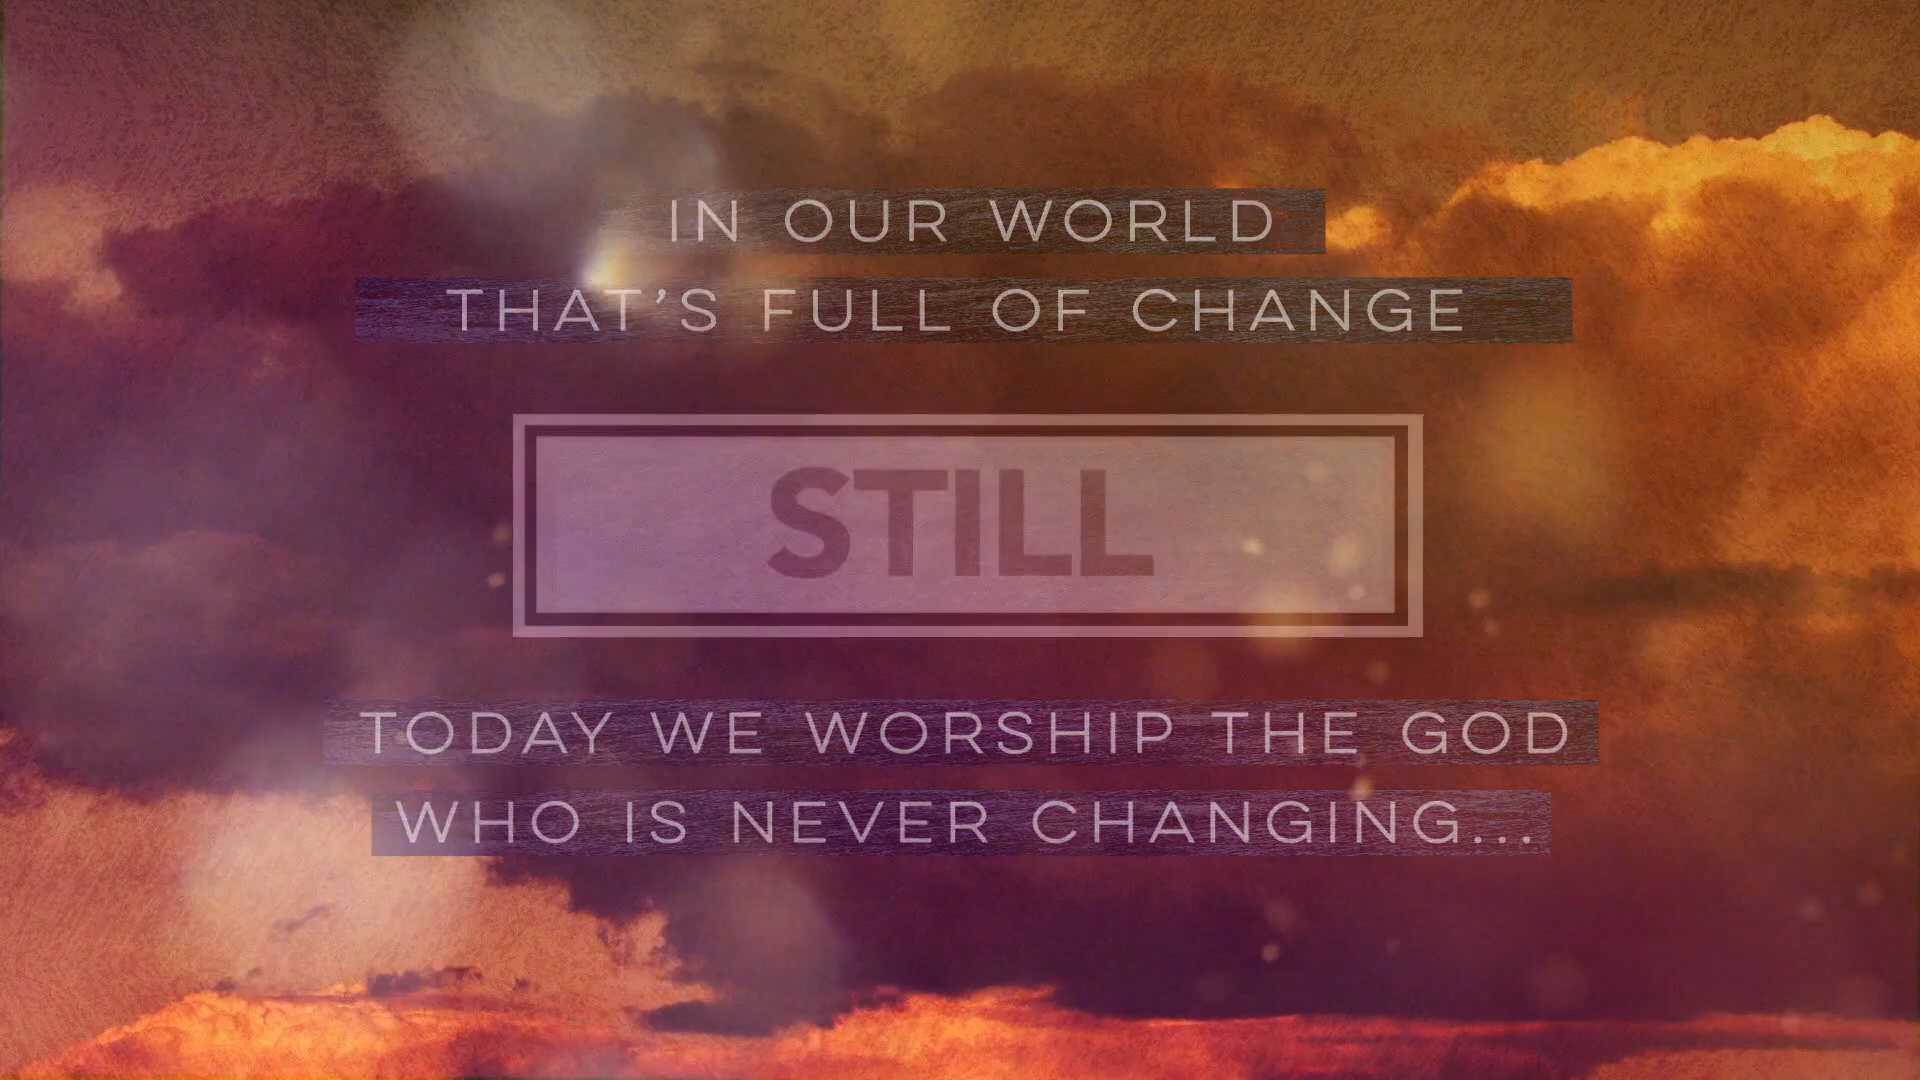 IN OUR WORLD
THAT'S FULL OF CHANGE
STILL
TODAY WE WORSHIP THE GOD
WHO IS NEVER CHANGING...